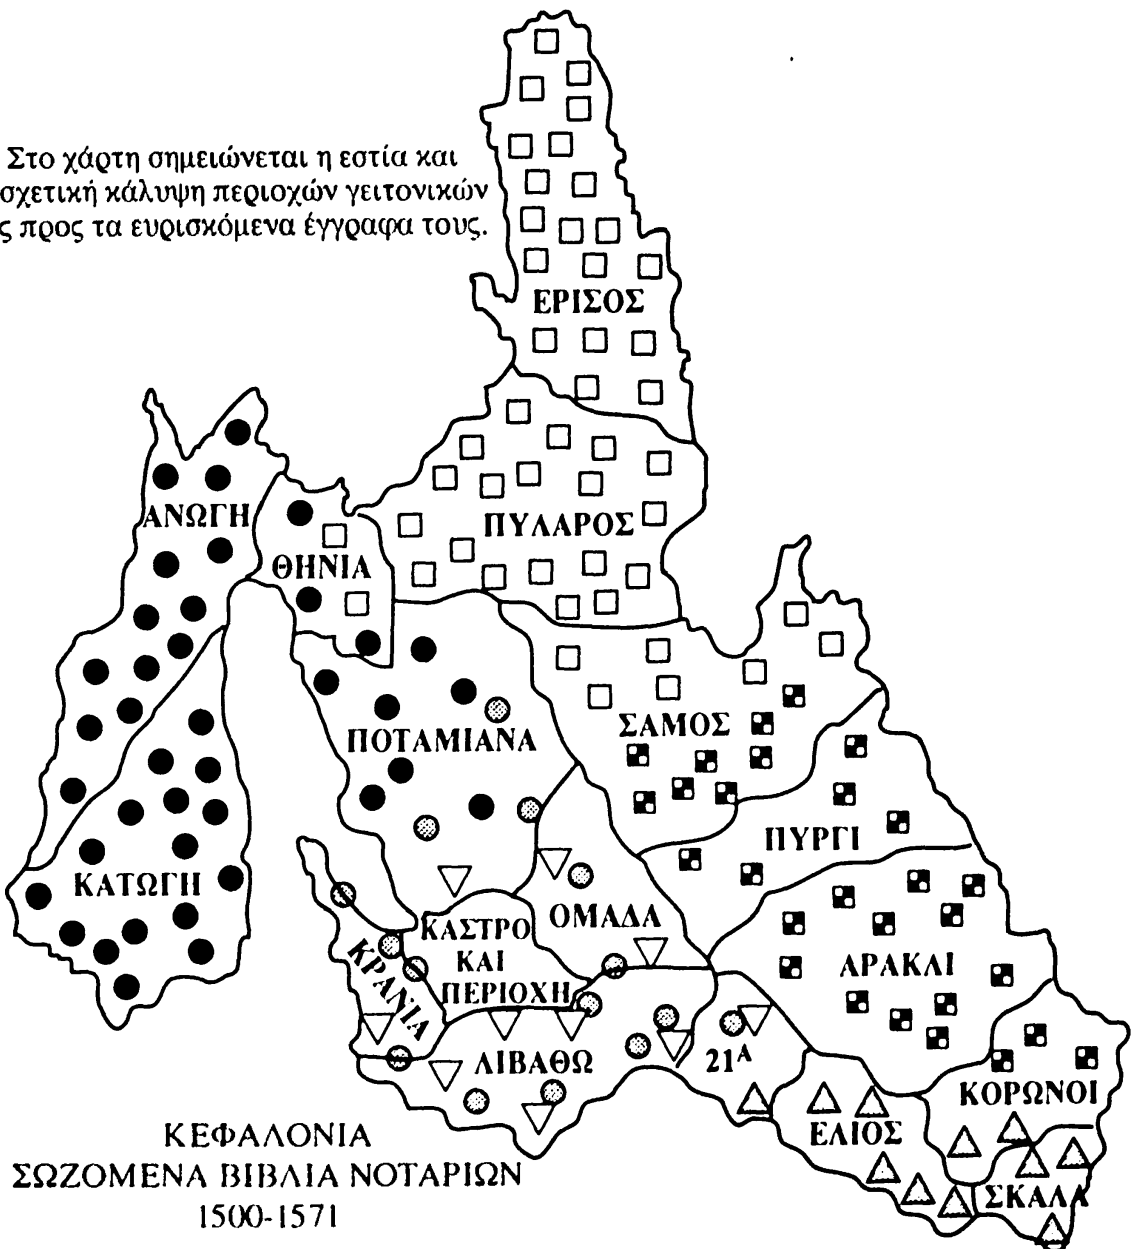 Στο χάρτη σημειώνεται η εστία και
σχετική κάλυψη περιοχών γειτονικών
ς προς τα ευρισκόμενα έγγραφα τους.
ΕΡΙΣΟΣ
ΑΝΩΓΗ
ΠΥΛΑΡΟΣ
ΘΗΝΙΑ
ΣΑΜΟΣ
ΠΟΤΑΜΙΑΝΑ
ΠΥΡΓΙ
ΚΑΤΩΓΗ
ΟΜΑΔΑ
ΚΑΣΤΡΟ
ΚΑΙ
ΠΕΡΙΟΧΗ
ΚΡΑΝΙΑ
ΑΡΑΚΛΙ
ΛΙΒΑΘΩ
21Α
ΚΟΡΩΝΟΙ
ΕΛΙΟΣ
ΣΚΑΛΑ
ΚΕΦΑΛΟΝΙΑ
ΣΩΖΟΜΕΝΑ ΒΙΒΛΙΑ ΝΟΤΑΡΙΩΝ
1500-1571